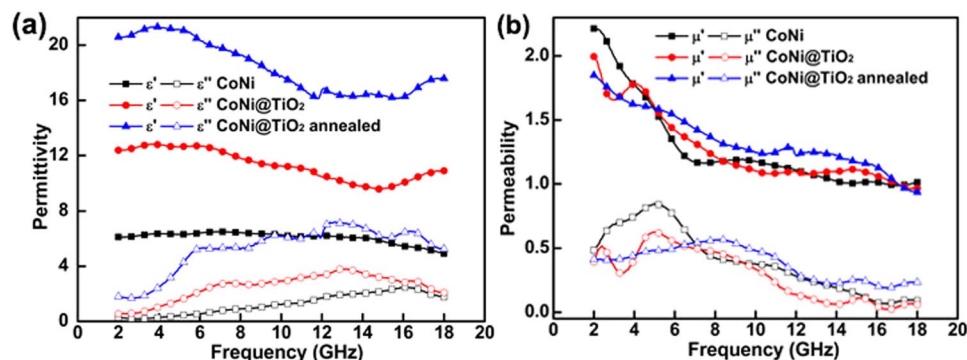 (a)
20
16
12
8
4
0
Permittivity
ε' ε'' CoNi
ε' ε'' CoNi@TiO₂
ε' ε'' CoNi@TiO₂ annealed
0 2 4 6 8 10 12 14 16 18 20
Frequency (GHz)
(b)
2.0
1.5
1.0
0.5
0.0
Permeability
μ' μ'' CoNi
μ' μ'' CoNi@TiO₂
μ' μ'' CoNi@TiO₂ annealed
0 2 4 6 8 10 12 14 16 18 20
Frequency (GHz)